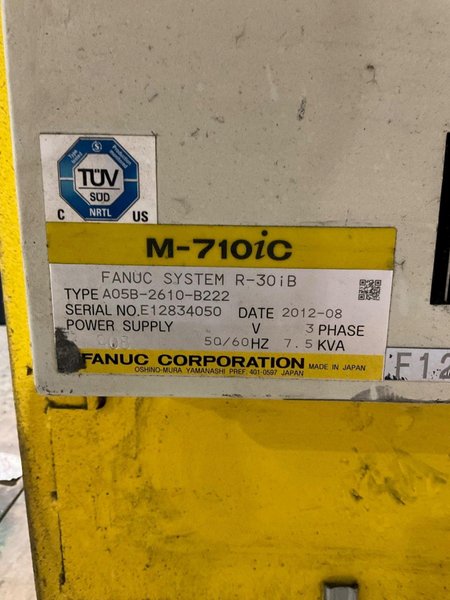 TÜV
SÜD
NRTL
C US
M-710iC
FANUC SYSTEM R-30iB
TYPE A05B-2610-B222
SERIAL NO. E12834050 DATE 2012-08
POWER SUPPLY V 3 PHASE
50/60HZ 7.5 KVA
FANUC CORPORATION MADE IN JAPAN
OSHINO-MURA YAMANASHI PREF. 401-0597 JAPAN
E12